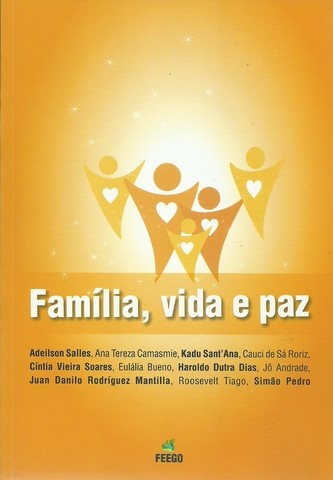 Família, vida e paz
Adeilson Salles, Ana Tereza Camasmie, Kadu Sant'Ana, Cauci de Sá Roriz,
Cíntia Vieira Soares, Eulália Bueno, Haroldo Dutra Dias, Jô Andrade,
Juan Danilo Rodríguez Mantilla, Roosevelt Tiago, Simão Pedro
FEEGO